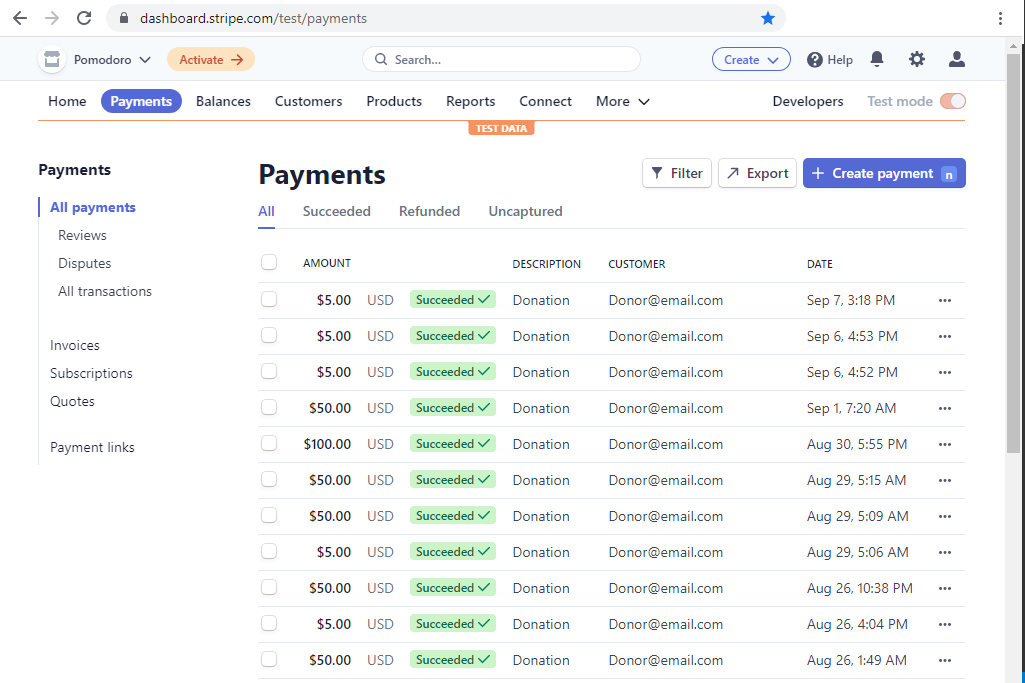 dashboard.stripe.com/test/payments
Pomodoro Activate → Search... Create Help
Home Payments Balances Customers Products Reports Connect More Developers Test mode
TEST DATA
Payments
All payments
Reviews
Disputes
All transactions
Invoices
Subscriptions
Quotes
Payment links
Payments Filter Export + Create payment n
All Succeeded Refunded Uncaptured
AMOUNT DESCRIPTION CUSTOMER DATE
$5.00 USD Succeeded ✓ Donation Donor@email.com Sep 7, 3:18 PM ...
$5.00 USD Succeeded ✓ Donation Donor@email.com Sep 6, 4:53 PM ...
$5.00 USD Succeeded ✓ Donation Donor@email.com Sep 6, 4:52 PM ...
$50.00 USD Succeeded ✓ Donation Donor@email.com Sep 1, 7:20 AM ...
$100.00 USD Succeeded ✓ Donation Donor@email.com Aug 30, 5:55 PM ...
$50.00 USD Succeeded ✓ Donation Donor@email.com Aug 29, 5:15 AM ...
$50.00 USD Succeeded ✓ Donation Donor@email.com Aug 29, 5:09 AM ...
$5.00 USD Succeeded ✓ Donation Donor@email.com Aug 29, 5:06 AM ...
$50.00 USD Succeeded ✓ Donation Donor@email.com Aug 26, 10:38 PM ...
$5.00 USD Succeeded ✓ Donation Donor@email.com Aug 26, 4:04 PM ...
$50.00 USD Succeeded ✓ Donation Donor@email.com Aug 26, 1:49 AM ...